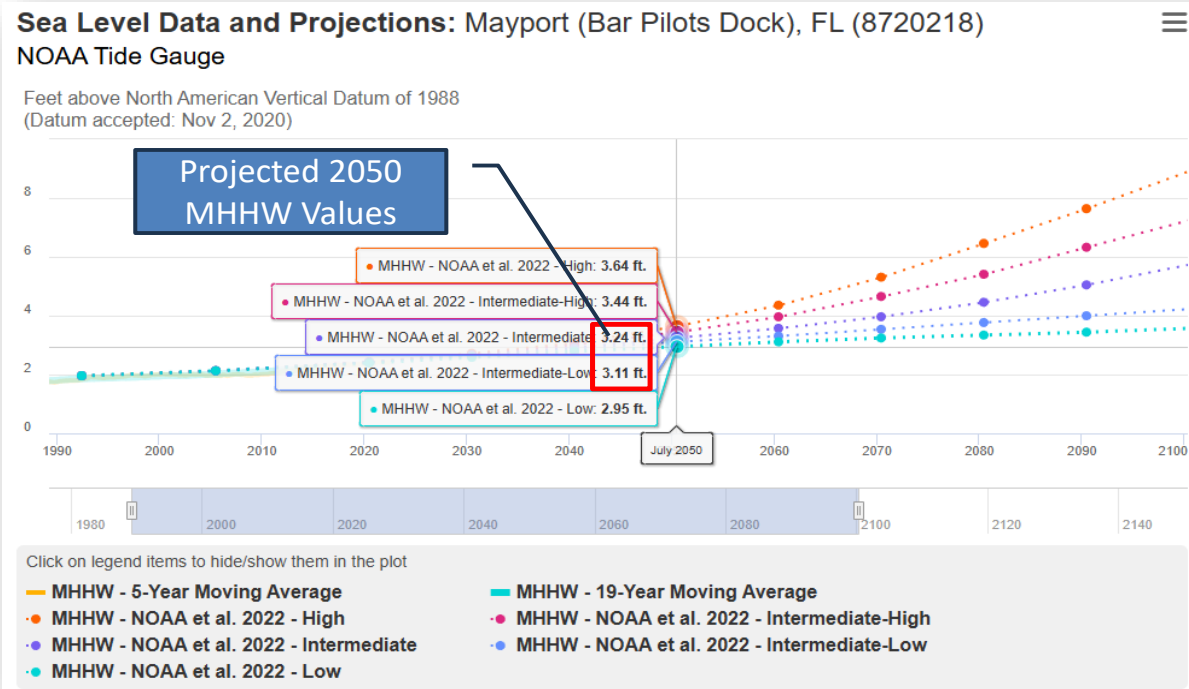 Sea Level Data and Projections: Mayport (Bar Pilots Dock), FL (8720218)
NOAA Tide Gauge
Feet above North American Vertical Datum of 1988
(Datum accepted: Nov 2, 2020)
Projected 2050
MHHW Values
8
6
4
2
0
MHHW - NOAA et al. 2022 - High: 3.64 ft.
MHHW - NOAA et al. 2022 - Intermediate-High: 3.44 ft.
MHHW - NOAA et al. 2022 - Intermediate: 3.24 ft.
MHHW - NOAA et al. 2022 - Intermediate-Low: 3.11 ft.
MHHW - NOAA et al. 2022 - Low: 2.95 ft.
1990 2000 2010 2020 2030 2040 July 2050 2060 2070 2080 2090 2100
1980 2000 2020 2040 2060 2080 2100 2120 2140
Click on legend items to hide/show them in the plot
MHHW - 5-Year Moving Average
MHHW - 19-Year Moving Average
MHHW - NOAA et al. 2022 - High
MHHW - NOAA et al. 2022 - Intermediate-High
MHHW - NOAA et al. 2022 - Intermediate
MHHW - NOAA et al. 2022 - Intermediate-Low
MHHW - NOAA et al. 2022 - Low